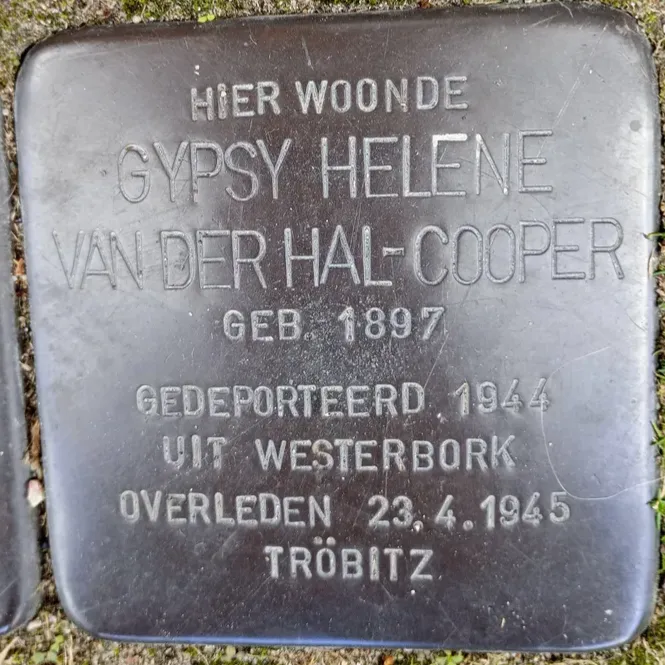 HIER WOONDE
GYPSY HELENE
VAN DER HAL-COOPER
GEB. 1897
GEDEPORTEERD 1944
UIT WESTERBORK
OVERLEDEN 23.4.1945
TRÖBITZ